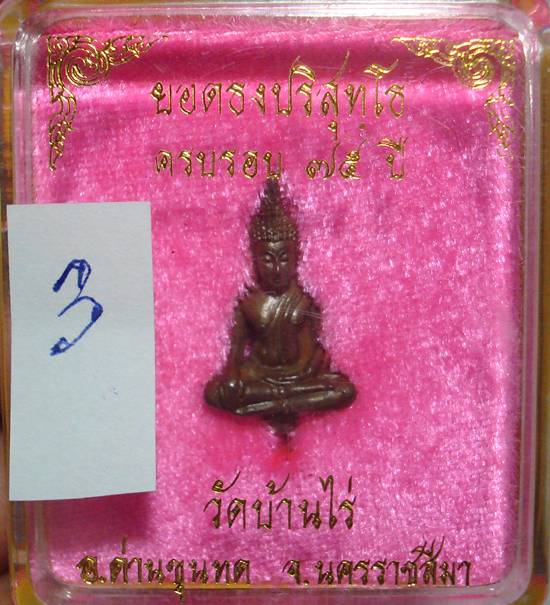 ยอดธงปริสุทโธ
ครบรอบ ๗๕ ปี
3
วัดบ้านไร่
อ.ด่านขุนทด จ.นครราชสีมา